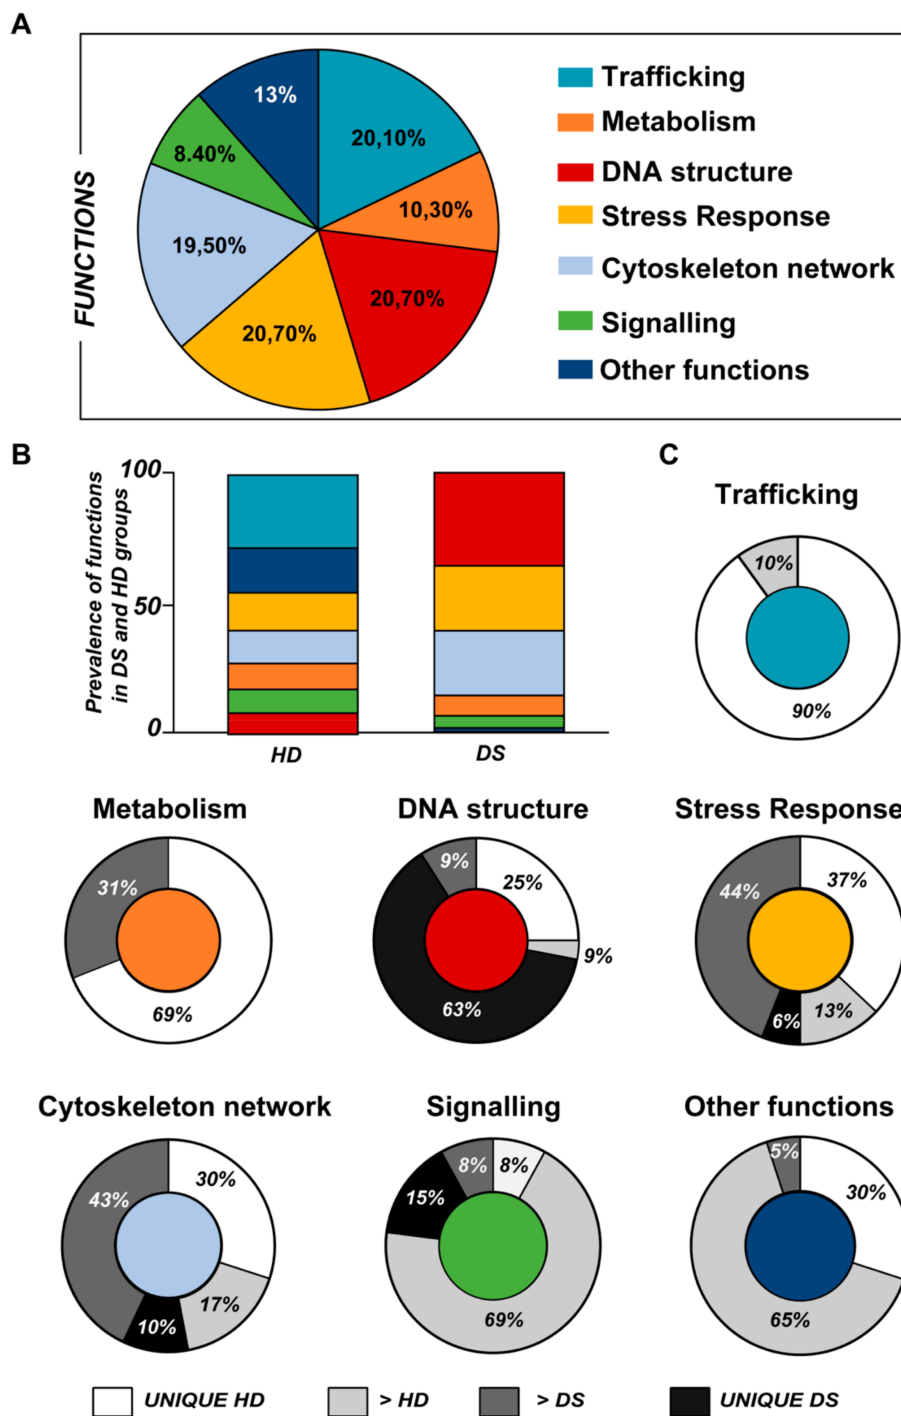 A
FUNCTIONS
13%
20,10%
8.40%
10,30%
19,50%
20,70%
20,70%
Trafficking
Metabolism
DNA structure
Stress Response
Cytoskeleton network
Signalling
Other functions
B
Prevalence of functions
in DS and HD groups
100
50
0
HD
DS
C
Trafficking
10%
90%
Metabolism
31%
69%
DNA structure
9%
25%
9%
63%
Stress Response
44%
37%
6%
13%
Cytoskeleton network
43%
30%
10%
17%
Signalling
8%
8%
15%
69%
Other functions
5%
30%
65%
UNIQUE HD
> HD
> DS
UNIQUE DS